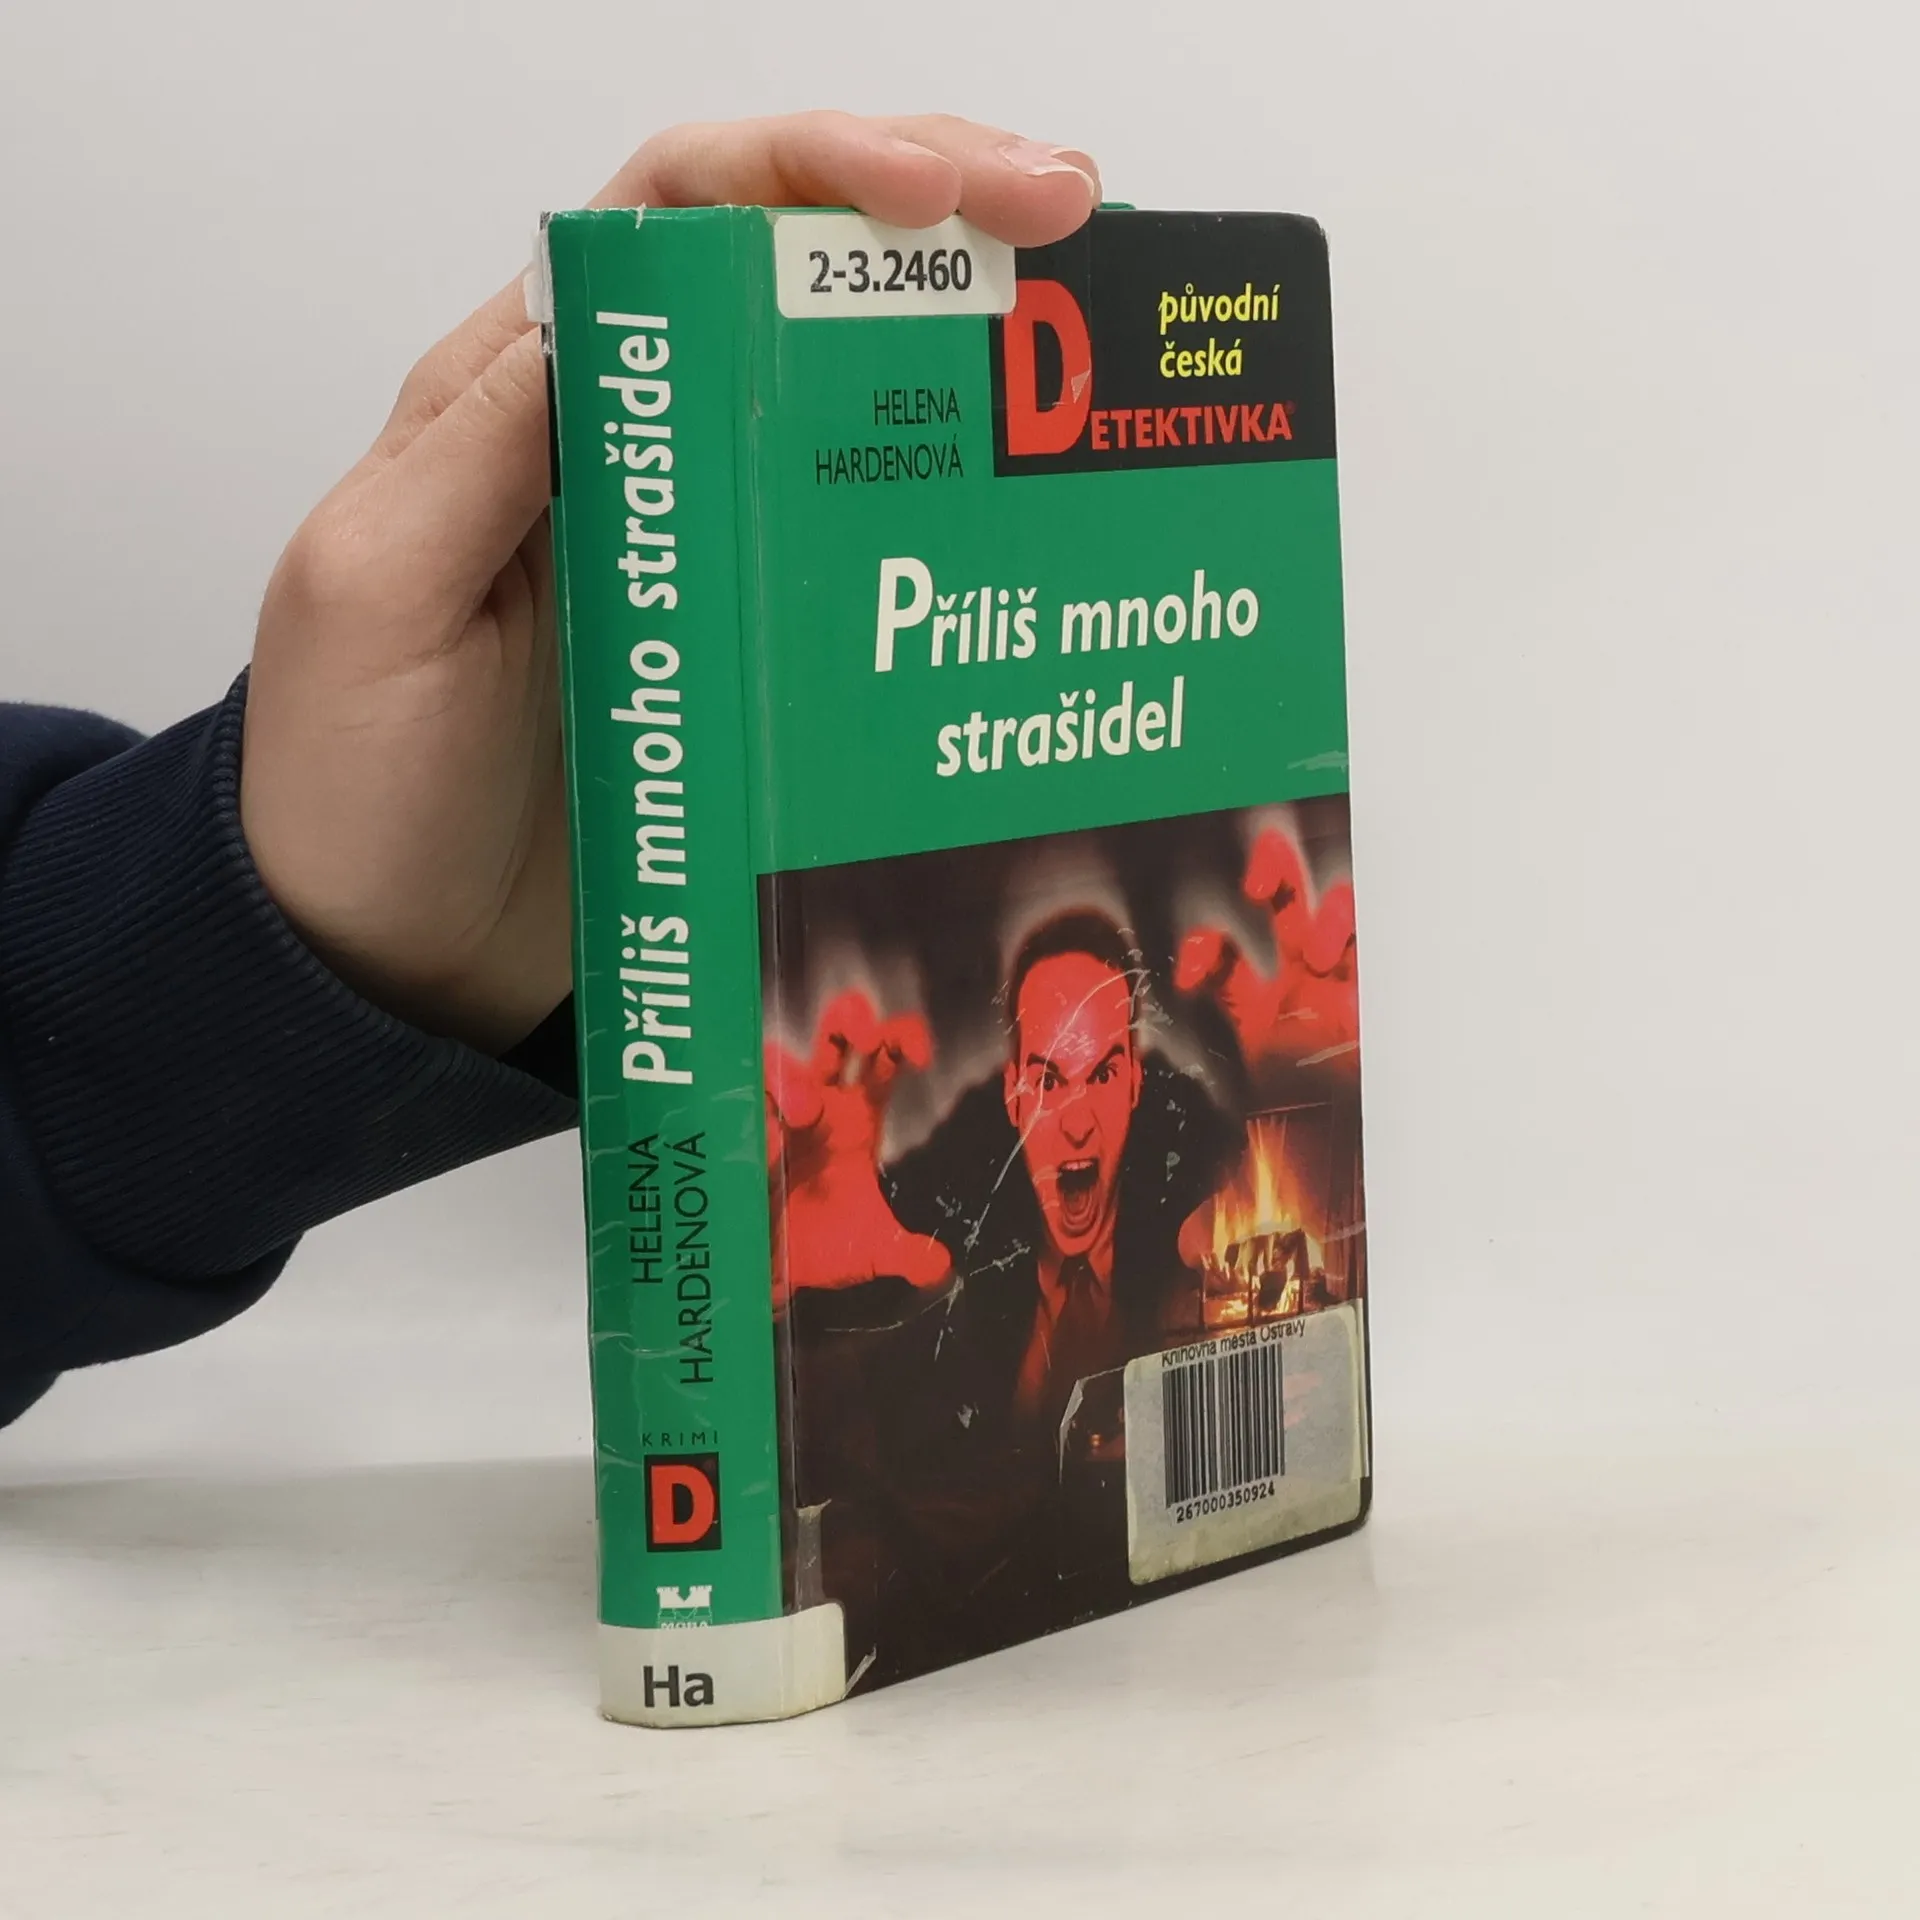 2-3.2460
původní
česká
DETEKTIVKA®
HELENA
HARDENOVÁ
Příliš mnoho
strašidel
Knihovna města Ostravy
267000350924
Příliš mnoho strašidel
HELENA
HARDENOVÁ
KRIMI
D
Ha